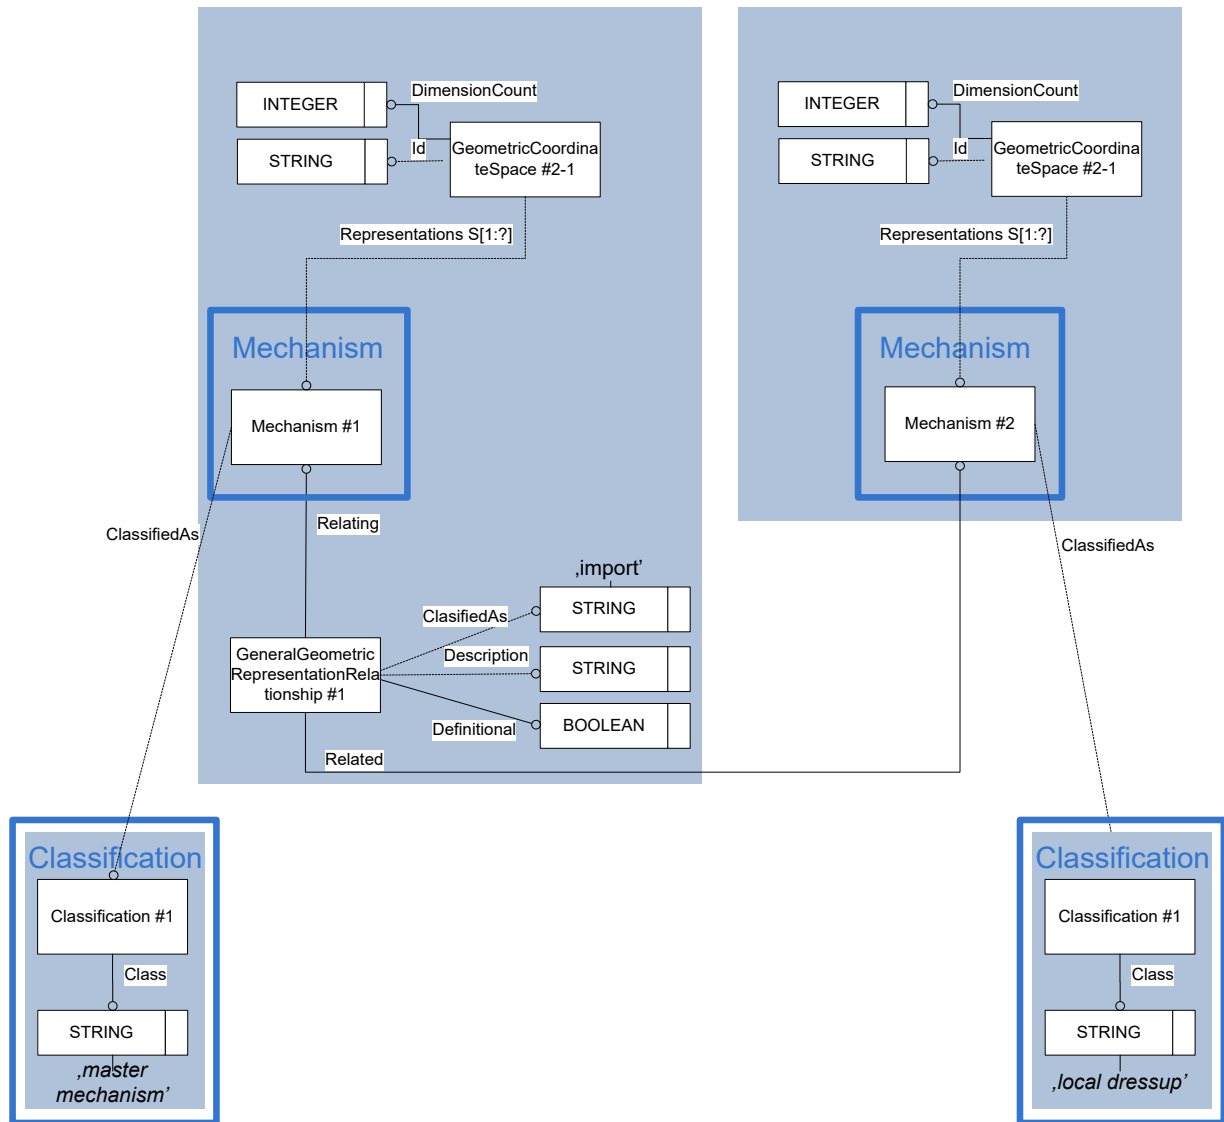 DimensionCount
INTEGER
Id
STRING
GeometricCoordina
teSpace #2-1
Representations S[1:?]
Mechanism
Mechanism #1
ClassifiedAs
Relating
‚import’
ClasifiedAs
STRING
GeneralGeometric
RepresentationRela
tionship #1
Description
STRING
Definitional
BOOLEAN
Related
DimensionCount
INTEGER
Id
STRING
GeometricCoordina
teSpace #2-1
Representations S[1:?]
Mechanism
Mechanism #2
ClassifiedAs
Classification
Classification #1
Class
STRING
‚master
mechanism’
Classification
Classification #1
Class
STRING
‚local dressup’